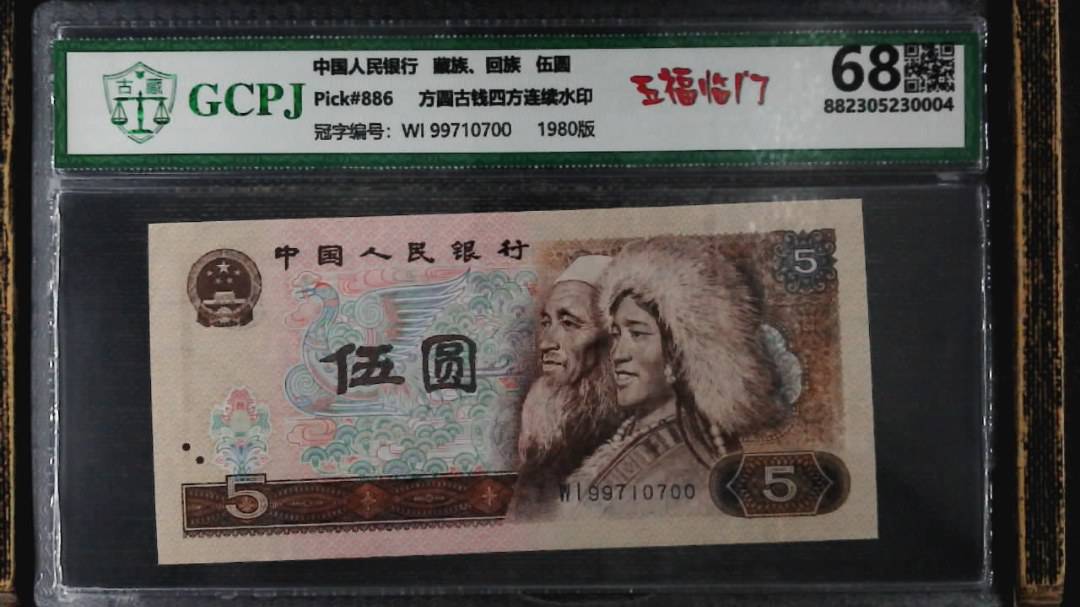 中国人民银行 藏族、回族 伍圆
古藏
GCPJ
Pick#886 方圆古钱四方连续水印
冠字编号：WI 99710700 1980版
五福临门
68
882305230004
中国人民银行
5
伍圆
5
WI99710700
5